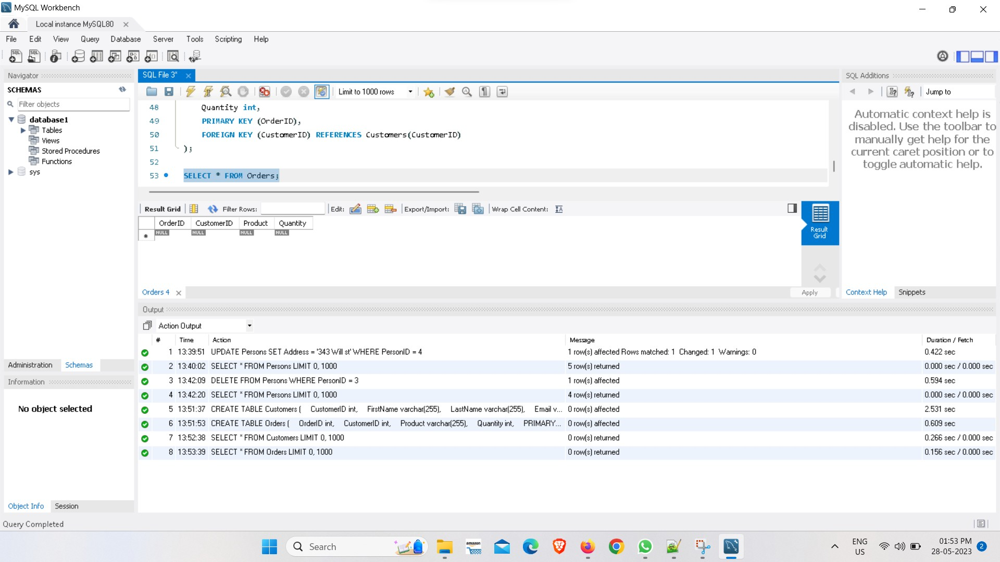 MySQL Workbench
Local instance MySQL80
File Edit View Query Database Server Tools Scripting Help
Navigator
SCHEMAS
Filter objects
database1
Tables
Views
Stored Procedures
Functions
sys
Administration Schemas
Information
No object selected
Object Info Session
SQL File 3*
Limit to 1000 rows
48 Quantity int,
49 PRIMARY KEY (OrderID),
50 FOREIGN KEY (CustomerID) REFERENCES Customers(CustomerID)
51 );
52
53 SELECT * FROM Orders;
Result Grid Filter Rows: Edit: Export/Import: Wrap Cell Content:
OrderID CustomerID Product Quantity
NULL NULL NULL NULL
Result
Grid
Orders 4
Apply
SQL Additions
Jump to
Automatic context help is
disabled. Use the toolbar to
manually get help for the
current caret position or to
toggle automatic help.
Context Help Snippets
Output
Action Output
# Time Action Message Duration / Fetch
1 13:39:51 UPDATE Persons SET Address = '343 Will st' WHERE PersonID = 4 1 row(s) affected Rows matched: 1 Changed: 1 Warnings: 0 0.422 sec
2 13:40:02 SELECT * FROM Persons LIMIT 0, 1000 5 row(s) returned 0.000 sec / 0.000 sec
3 13:42:09 DELETE FROM Persons WHERE PersonID = 3 1 row(s) affected 0.594 sec
4 13:42:20 SELECT * FROM Persons LIMIT 0, 1000 4 row(s) returned 0.000 sec / 0.000 sec
5 13:51:37 CREATE TABLE Customers ( CustomerID int, FirstName varchar(255), LastName varchar(255), Email v... 0 row(s) affected 2.531 sec
6 13:51:53 CREATE TABLE Orders ( OrderID int, CustomerID int, Product varchar(255), Quantity int, PRIMARY... 0 row(s) affected 0.609 sec
7 13:52:38 SELECT * FROM Customers LIMIT 0, 1000 0 row(s) returned 0.266 sec / 0.000 sec
8 13:53:39 SELECT * FROM Orders LIMIT 0, 1000 0 row(s) returned 0.156 sec / 0.000 sec
Query Completed
Search
amazon
ENG
US
01:53 PM
28-05-2023
2